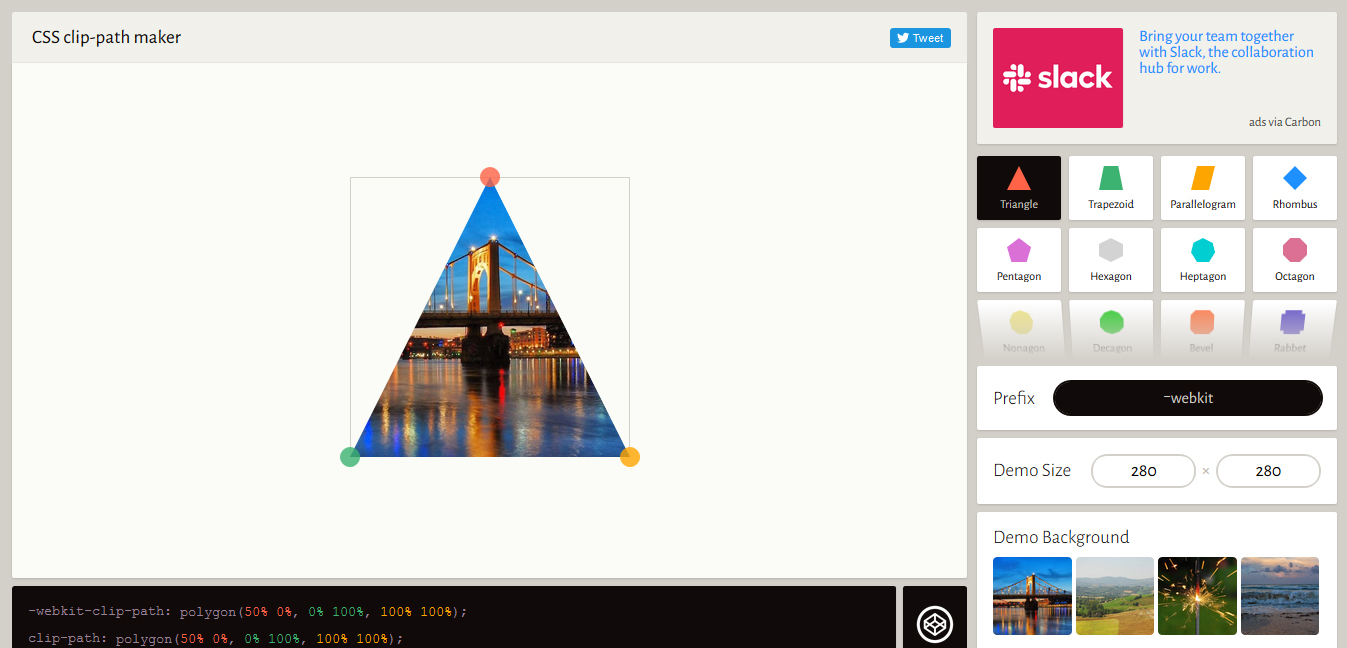 CSS clip-path maker
Tweet
-webkit-clip-path: polygon(50% 0%, 0% 100%, 100% 100%);
clip-path: polygon(50% 0%, 0% 100%, 100% 100%);
slack
Bring your team together
with Slack, the collaboration
hub for work.
ads via Carbon
Triangle
Trapezoid
Parallelogram
Rhombus
Pentagon
Hexagon
Heptagon
Octagon
Nonagon
Decagon
Bevel
Rabbet
Prefix
-webkit
Demo Size
280
×
280
Demo Background